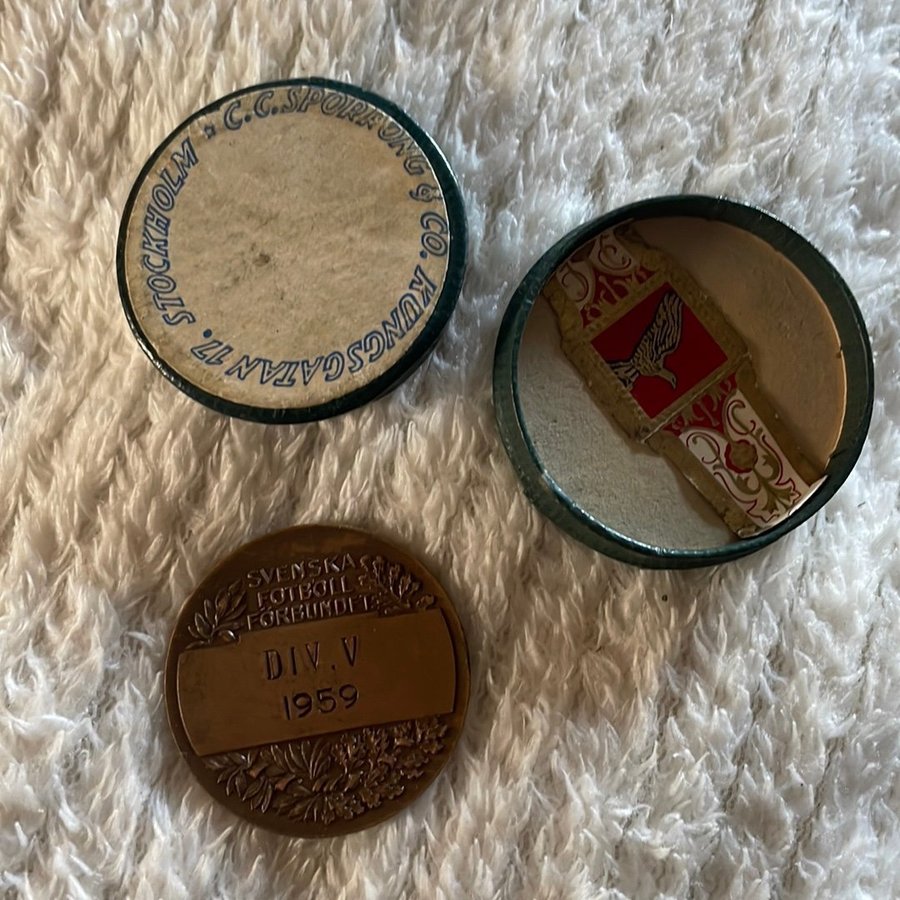 C.C. SPORRONG & CO. KUNGSGATAN 17. STOCKHOLM
SVENSKA
FOTBOLL
FÖRBUNDET
DIV. V
1959